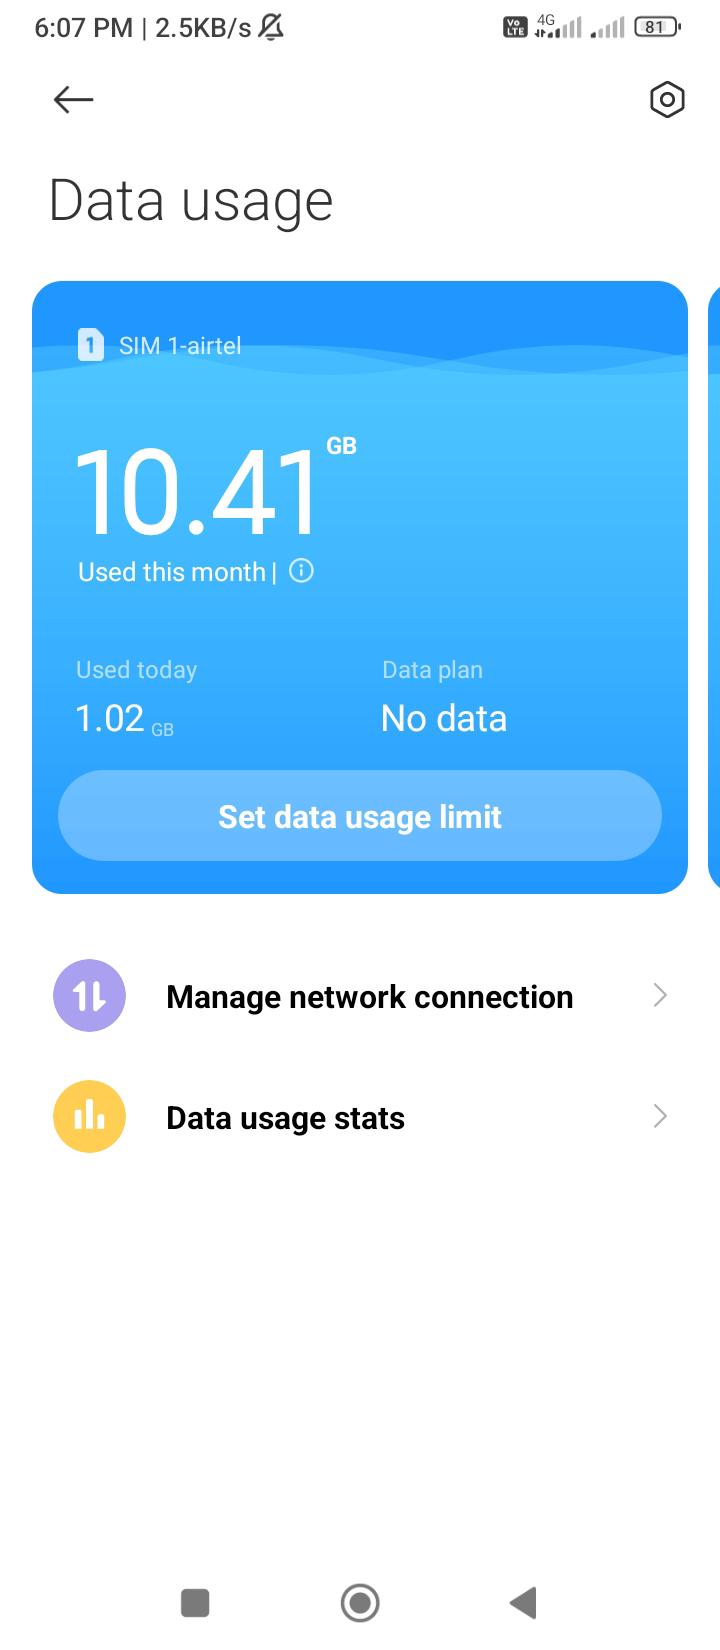 6:07 PM | 2.5KB/s Vo LTE 4G 81
Data usage
1 SIM 1-airtel
10.41 GB
Used this month |
Used today Data plan
1.02 GB No data
Set data usage limit
Manage network connection
Data usage stats